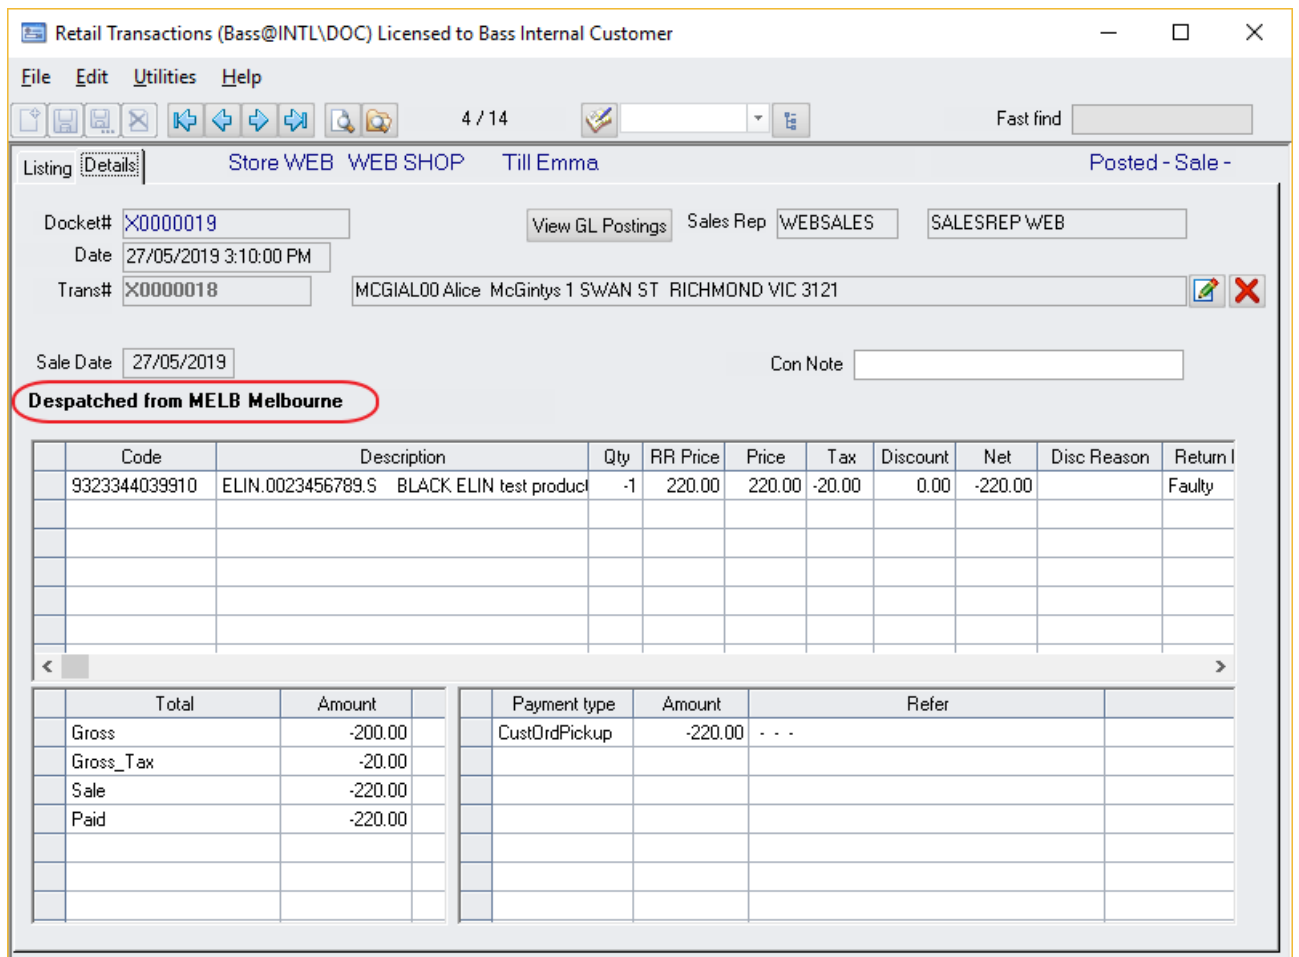 Retail Transactions (Bass@INTL\DOC) Licensed to Bass Internal Customer
File Edit Utilities Help
4 / 14 Fast find
Listing Details Store WEB WEB SHOP Till Emma Posted - Sale -
Docket# X0000019 View GL Postings Sales Rep WEBSALES SALESREP WEB
Date 27/05/2019 3:10:00 PM
Trans# X0000018 MCGIAL00 Alice McGintys 1 SWAN ST RICHMOND VIC 3121
Sale Date 27/05/2019 Con Note
Despatched from MELB Melbourne
Code Description Qty RR Price Price Tax Discount Net Disc Reason Return
9323344039910 ELIN.0023456789.S BLACK ELIN test product -1 220.00 220.00 -20.00 0.00 -220.00 Faulty
Total Amount Payment type Amount Refer
Gross -200.00 CustOrdPickup -220.00 - - -
Gross_Tax -20.00
Sale -220.00
Paid -220.00